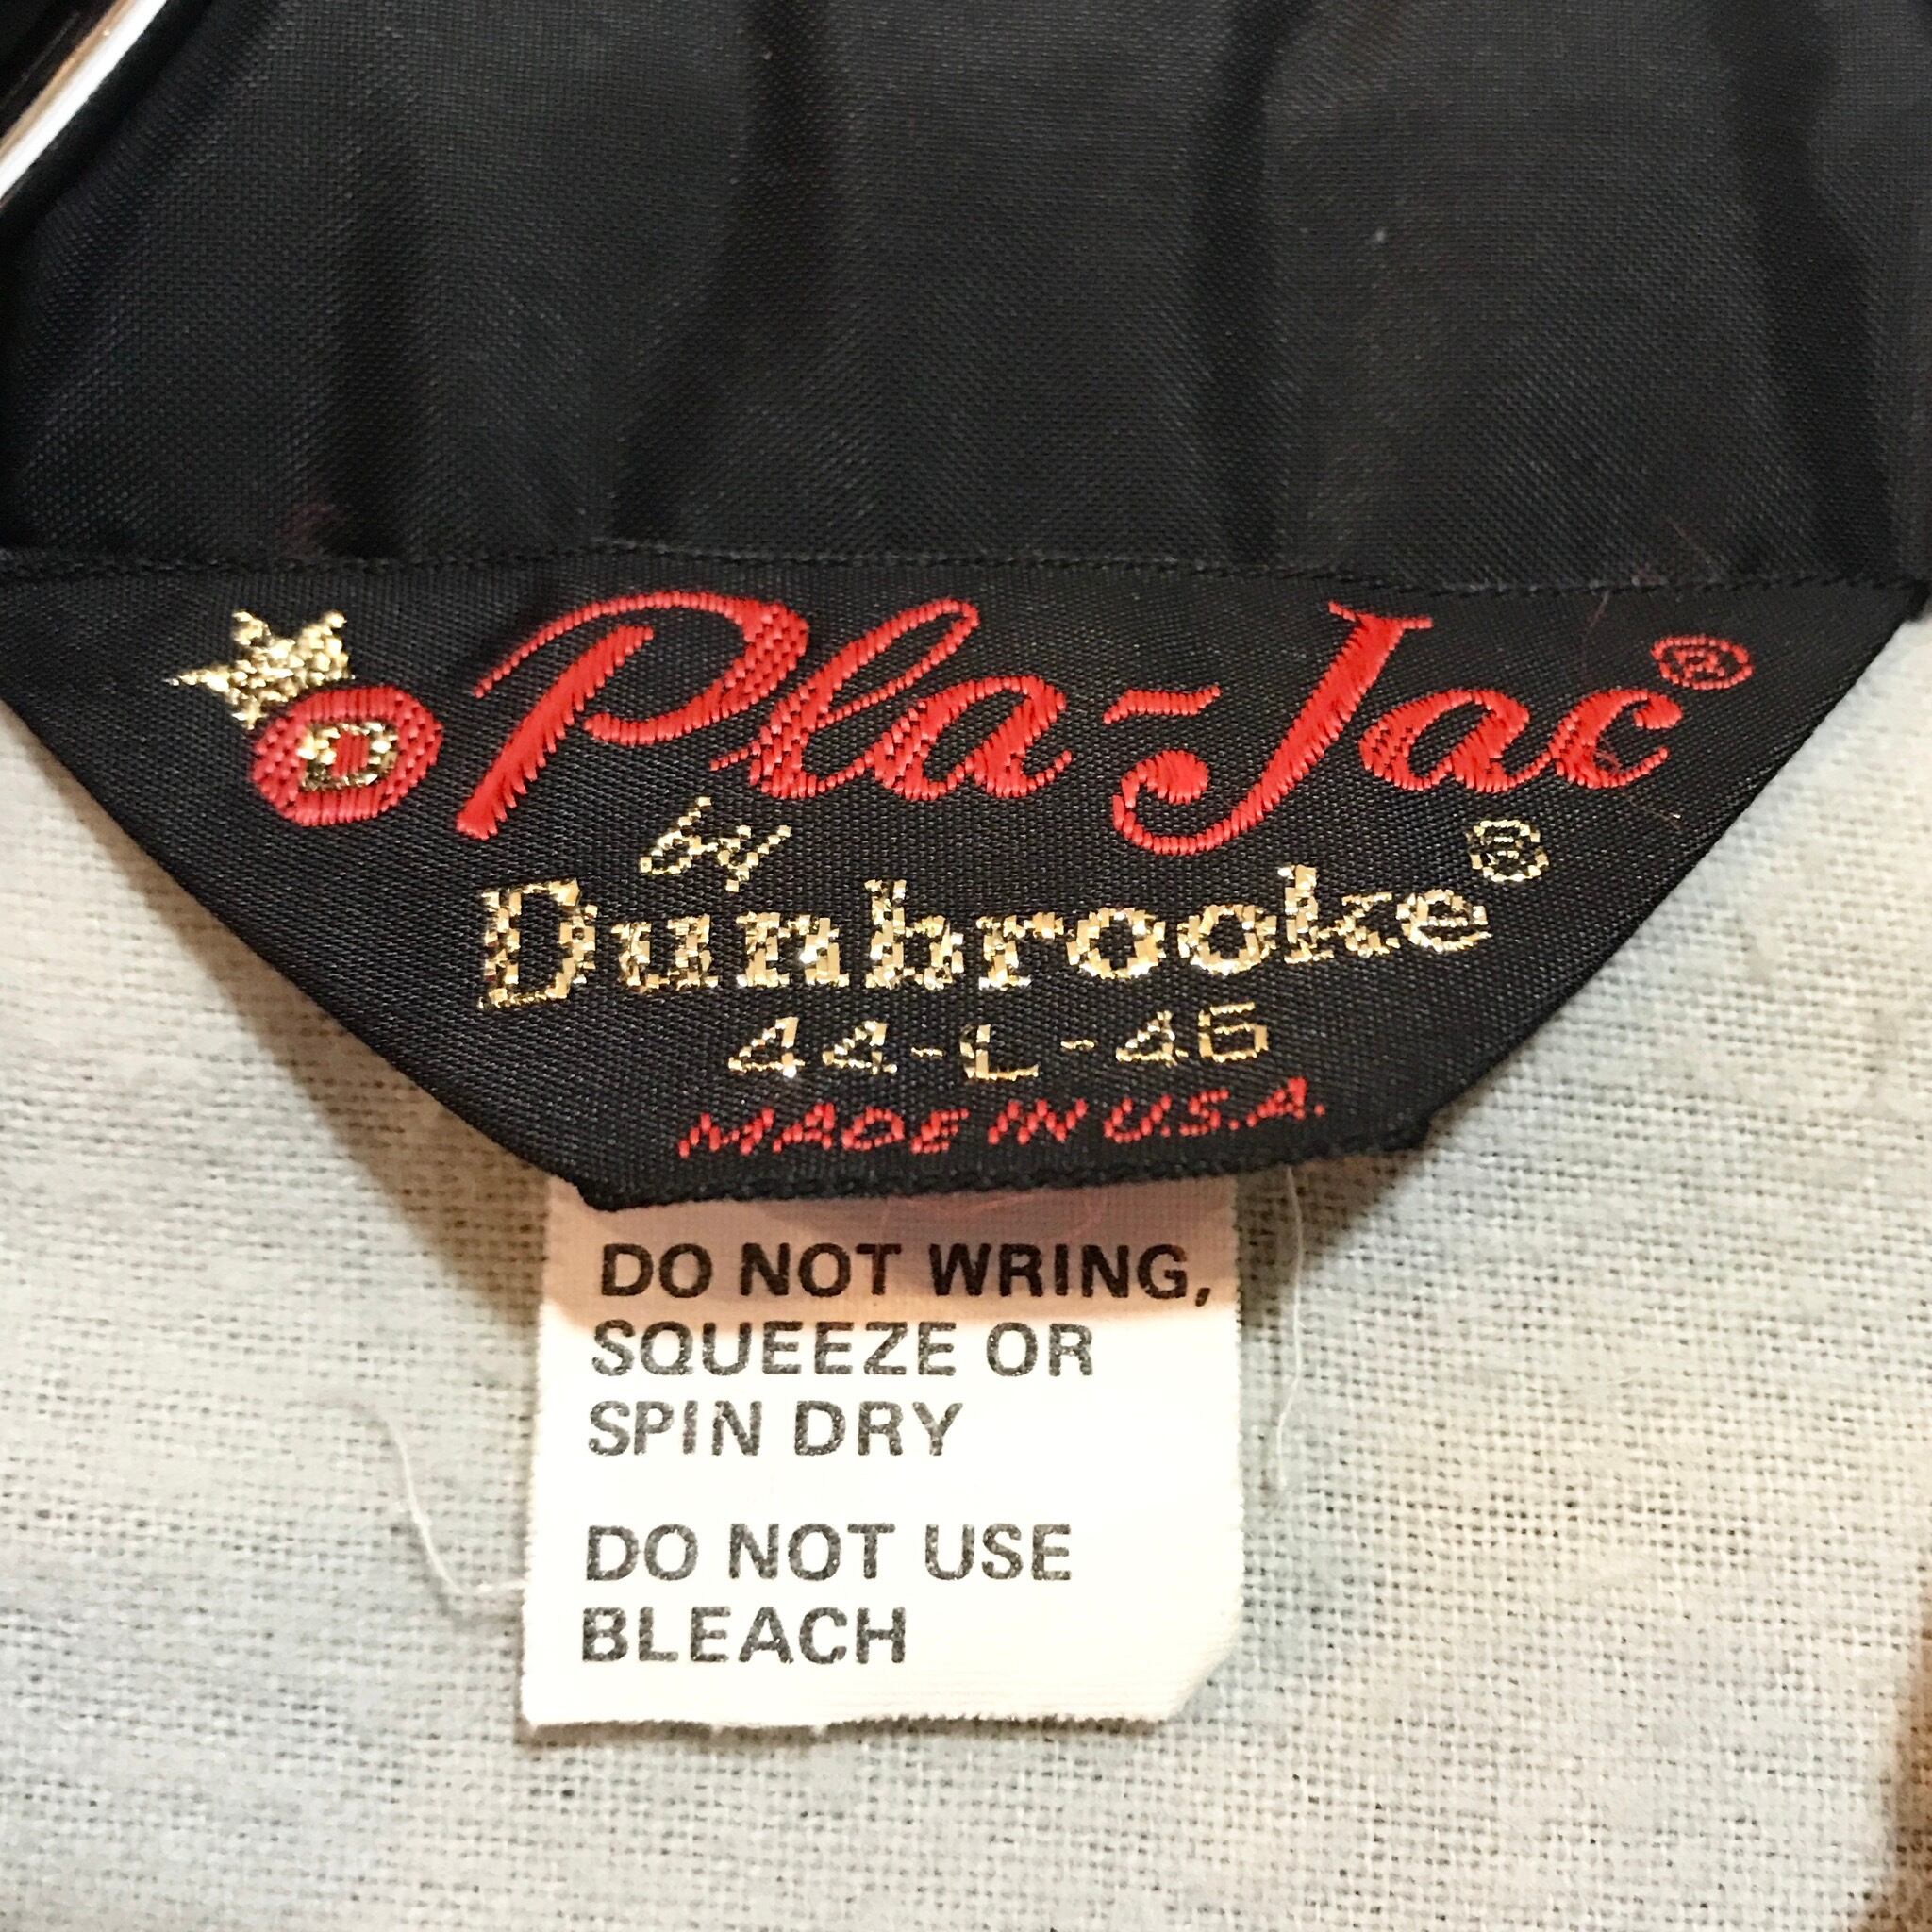 D Pla-Jac®
by
Dunbrooke®
44-L-46
MADE IN U.S.A.
DO NOT WRING,
SQUEEZE OR
SPIN DRY
DO NOT USE
BLEACH